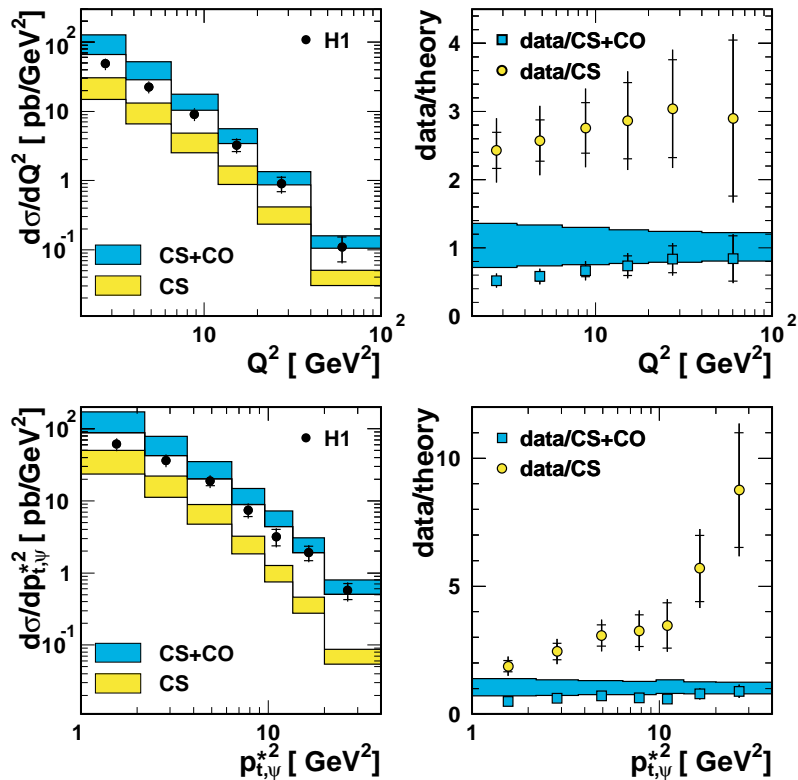 10²
10
1
10⁻¹
dσ/dQ² [ pb/GeV²]
H1
CS+CO
CS
10
10²
Q² [ GeV²]
6
4
2
0
data/theory
data/CS+CO
data/CS
10
10²
Q² [ GeV²]
10²
10
1
10⁻¹
dσ/dp*²t,ψ [ pb/GeV²]
H1
CS+CO
CS
1
10
p*²t,ψ [ GeV²]
10
5
0
data/theory
data/CS+CO
data/CS
1
10
p*²t,ψ [ GeV²]